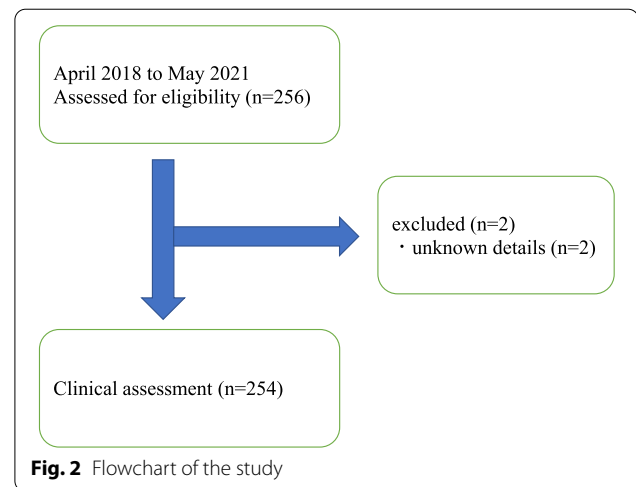 April 2018 to May 2021
Assessed for eligibility (n=256)
excluded (n=2)
・unknown details (n=2)
Clinical assessment (n=254)
Fig. 2 Flowchart of the study